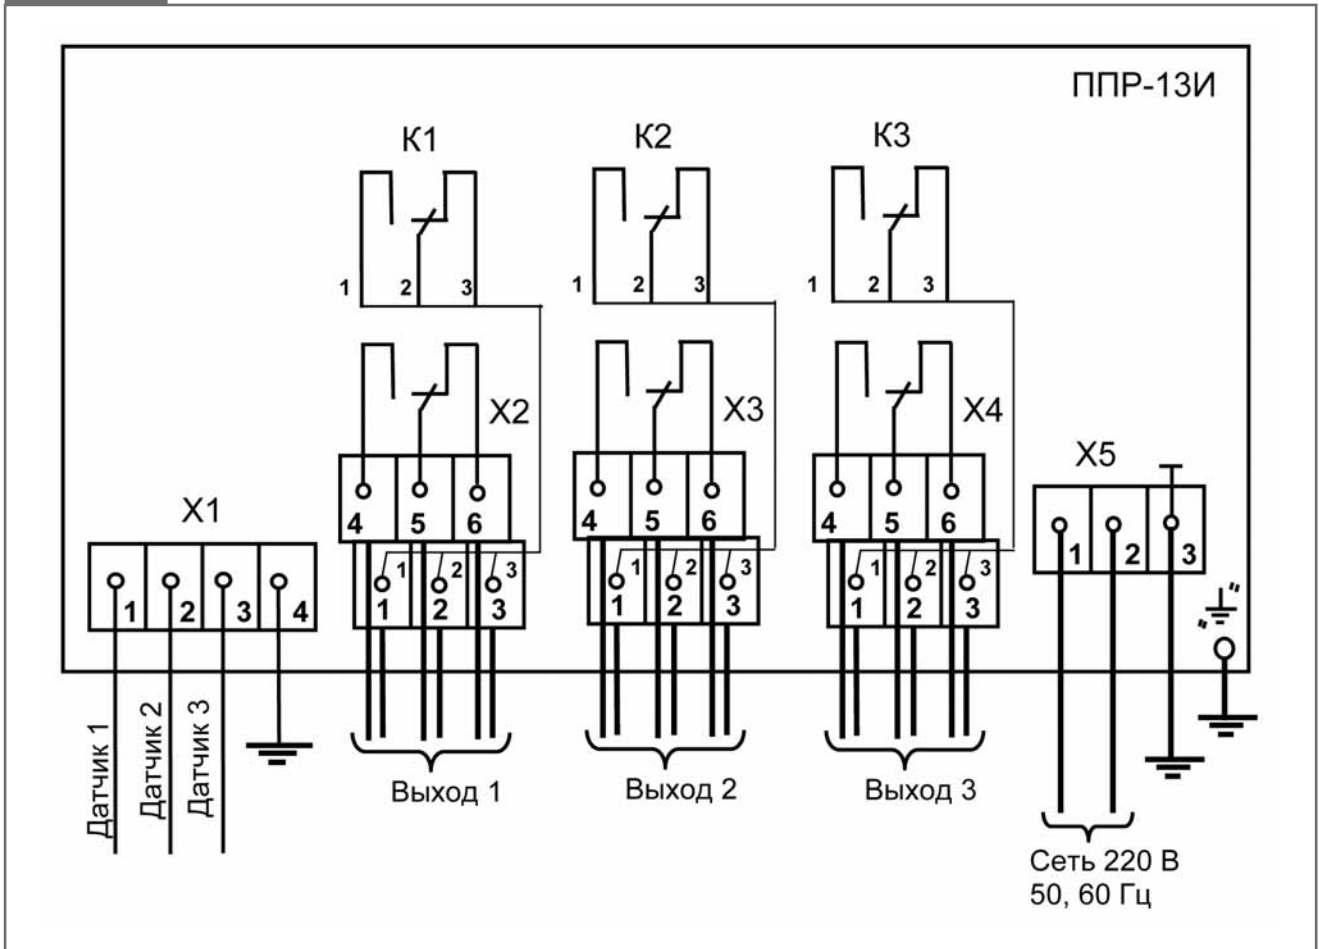 ППР-13И
К1 К2 К3
1 2 3 1 2 3 1 2 3
Х2 Х3 Х4
Х5
Х1
4 5 6 4 5 6 4 5 6
1 2 3
1 2 3 1 2 3 1 2 3
1 2 3 4
1 2 3 1 2 3 1 2 3
" "
Датчик 1
Датчик 2
Датчик 3
Выход 1
Выход 2
Выход 3
Сеть 220 В
50, 60 Гц